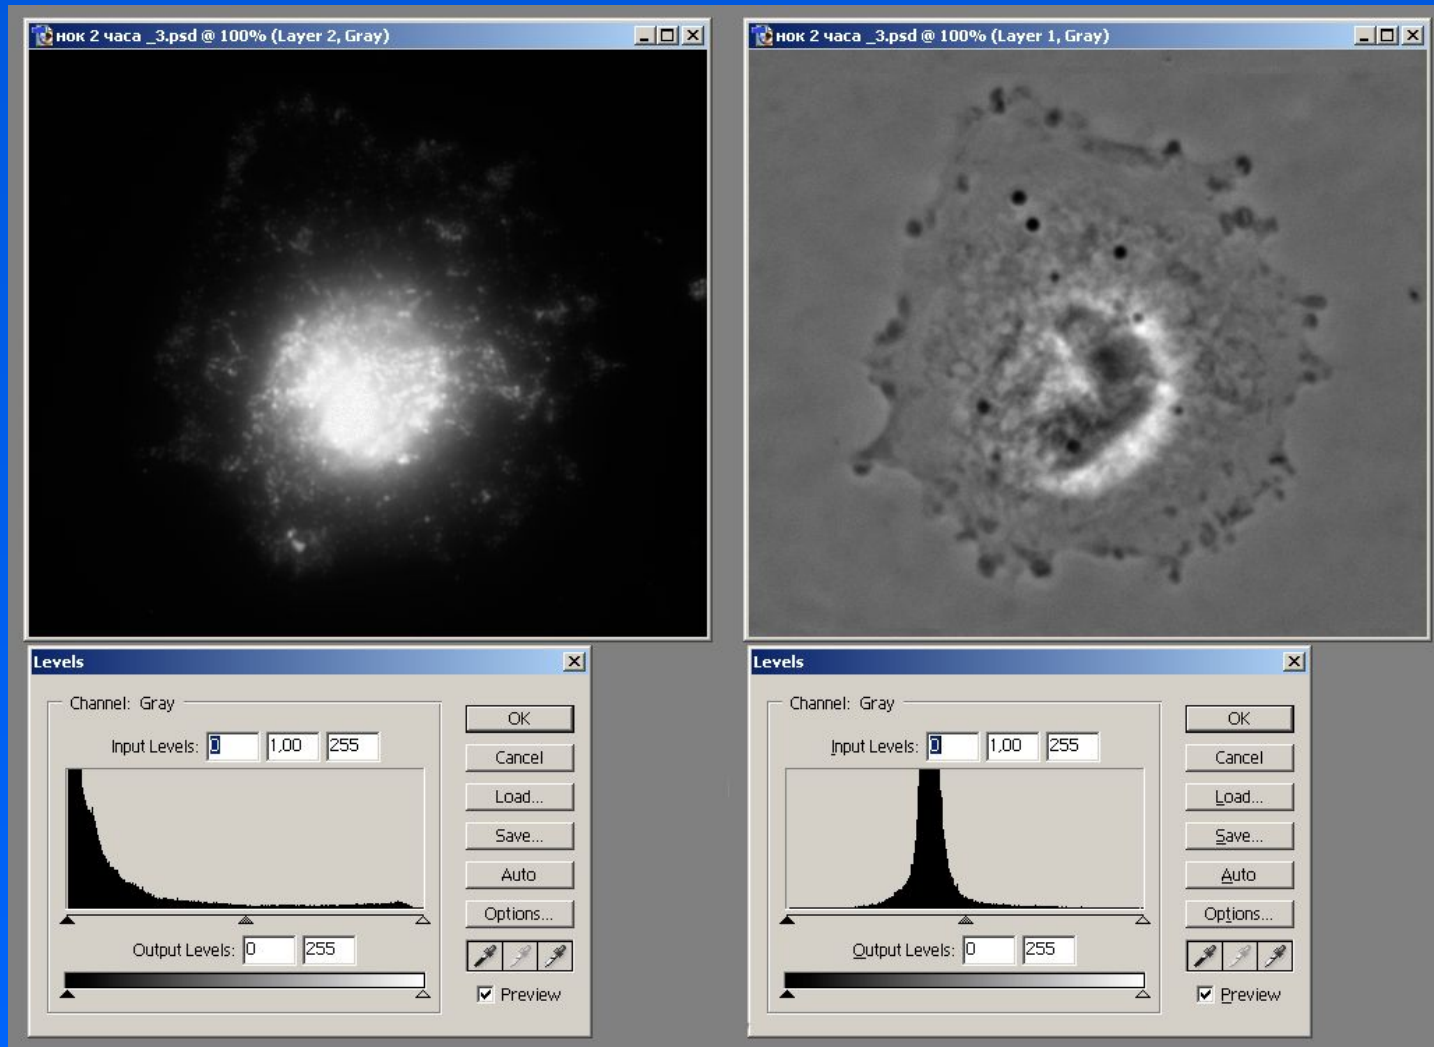 нок 2 часа _3.psd @ 100% (Layer 2, Gray)
нок 2 часа _3.psd @ 100% (Layer 1, Gray)
Levels
Channel: Gray
Input Levels: 0 1,00 255
OK
Cancel
Load...
Save...
Auto
Options...
Output Levels: 0 255
Preview
Levels
Channel: Gray
Input Levels: 0 1,00 255
OK
Cancel
Load...
Save...
Auto
Options...
Output Levels: 0 255
Preview